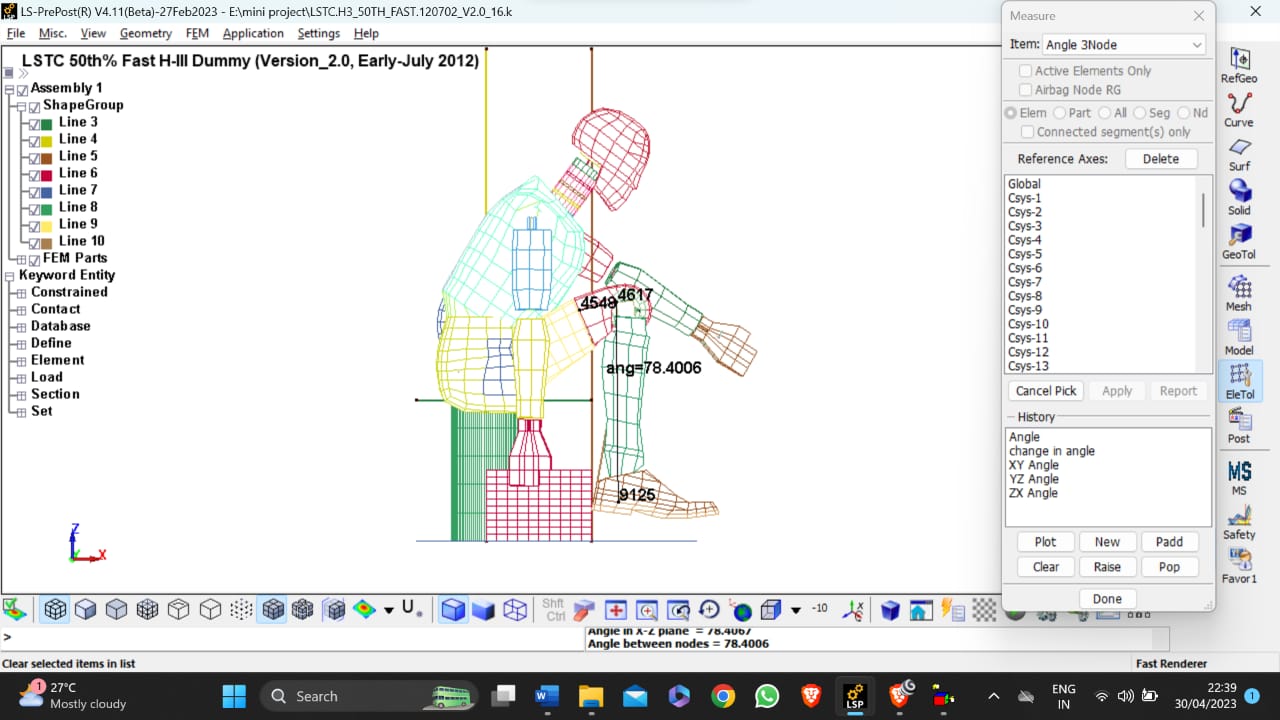 LS-PrePost(R) V4.11(Beta)-27Feb2023 - E:\mini project\LSTC.H3_50TH_FAST.120702_V2.0_16.k
File Misc. View Geometry FEM Application Settings Help
LSTC 50th% Fast H-III Dummy (Version_2.0, Early-July 2012)
Assembly 1
ShapeGroup
Line 3
Line 4
Line 5
Line 6
Line 7
Line 8
Line 9
Line 10
FEM Parts
Keyword Entity
Constrained
Contact
Database
Define
Element
Load
Section
Set
4548 4617
ang=78.4006
9125
Z
X
Measure
Item: Angle 3Node
Active Elements Only
Airbag Node RG
Elem Part All Seg Nd
Connected segment(s) only
Reference Axes: Delete
Global
Csys-1
Csys-2
Csys-3
Csys-4
Csys-5
Csys-6
Csys-7
Csys-8
Csys-9
Csys-10
Csys-11
Csys-12
Csys-13
Cancel Pick Apply Report
History
Angle
change in angle
XY Angle
YZ Angle
ZX Angle
Plot New Padd
Clear Raise Pop
Done
RefGeo
Curve
Surf
Solid
GeoTol
Mesh
Model
EleTol
Post
MS
MS
Safety
Favor1
Shft
Ctrl
-10
>
Angle in X-Z plane = 78.4067
Angle between nodes = 78.4006
Clear selected items in list
Fast Renderer
1
27°C
Mostly cloudy
Search
LSP
ENG
IN
22:39
30/04/2023
1